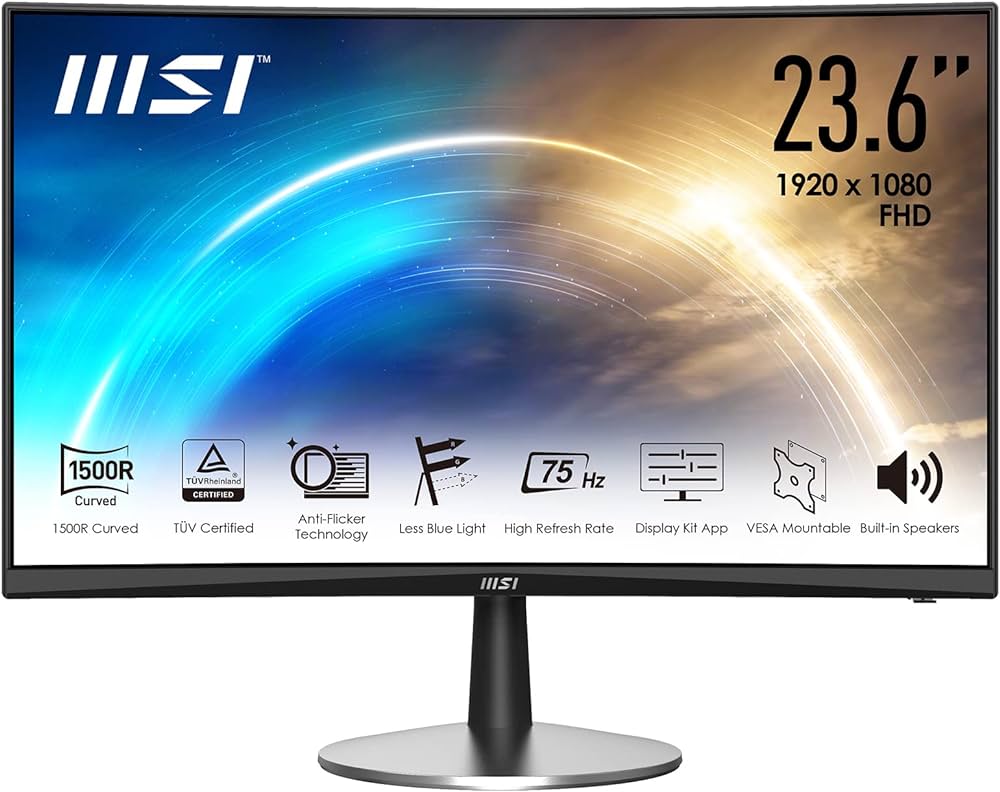 MSI™
23.6”
1920 x 1080
FHD
1500R
Curved
1500R Curved
TÜVRheinland®
CERTIFIED
TÜV Certified
Anti-Flicker
Technology
R
G
B
Less Blue Light
75 Hz
High Refresh Rate
Display Kit App
VESA Mountable
Built-in Speakers
MSI